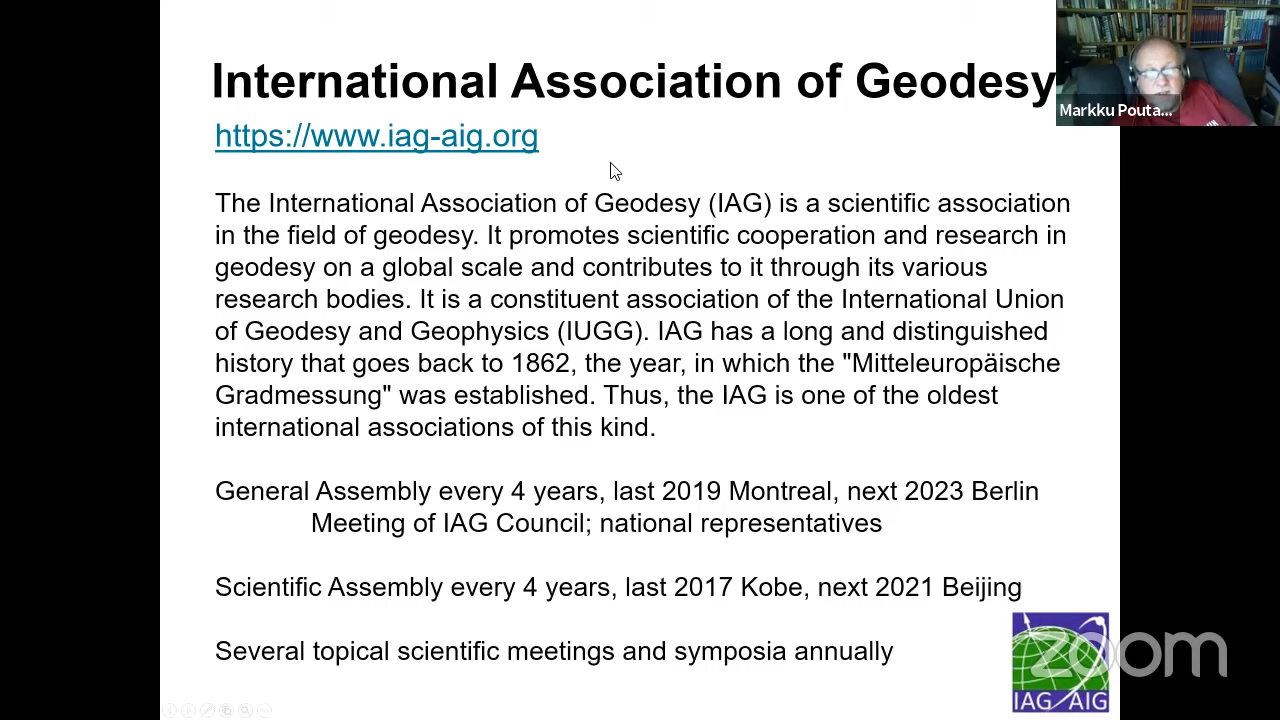 International Association of Geodesy
https://www.iag-aig.org
The International Association of Geodesy (IAG) is a scientific association
in the field of geodesy. It promotes scientific cooperation and research in
geodesy on a global scale and contributes to it through its various
research bodies. It is a constituent association of the International Union
of Geodesy and Geophysics (IUGG). IAG has a long and distinguished
history that goes back to 1862, the year, in which the "Mitteleuropäische
Gradmessung" was established. Thus, the IAG is one of the oldest
international associations of this kind.
General Assembly every 4 years, last 2019 Montreal, next 2023 Berlin
Meeting of IAG Council; national representatives
Scientific Assembly every 4 years, last 2017 Kobe, next 2021 Beijing
Several topical scientific meetings and symposia annually
Markku Pouta...
zoom
IAG AIG